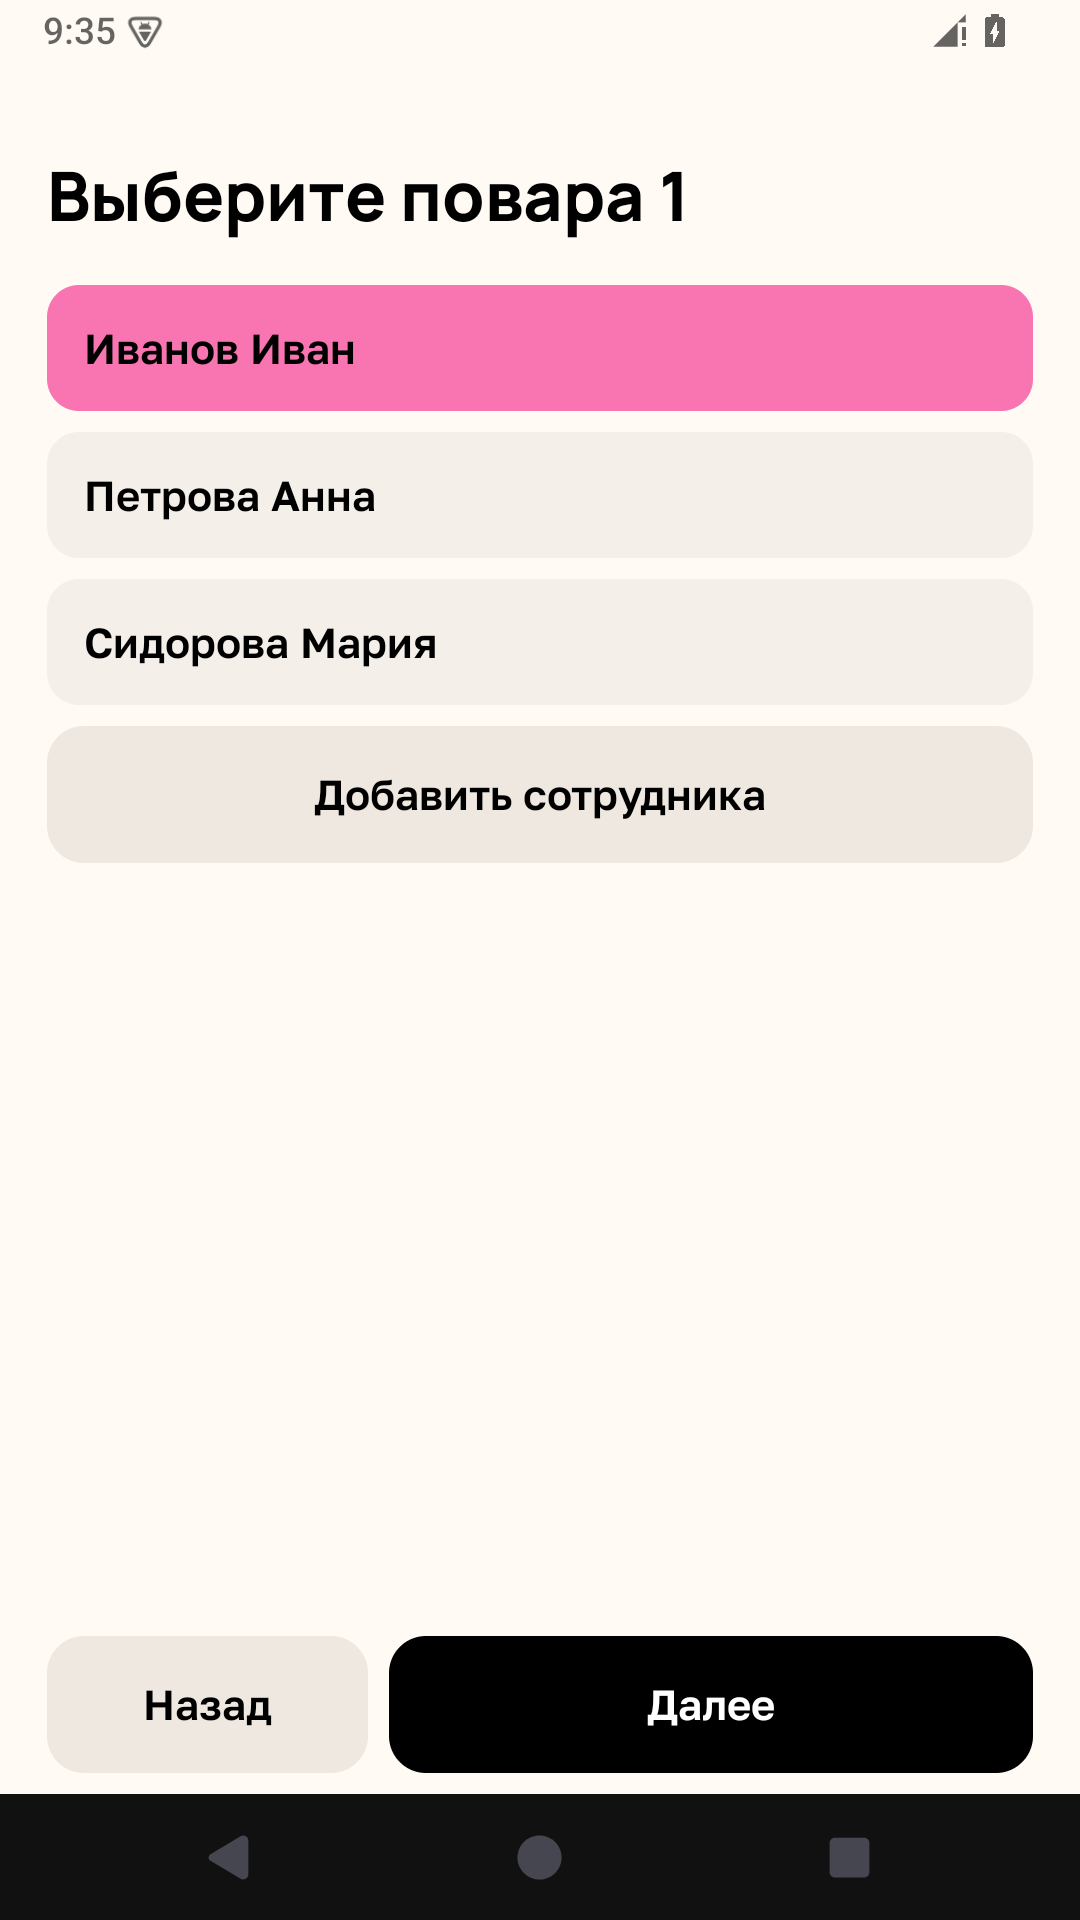 9:35
Выберите повара 1
Иванов Иван
Петрова Анна
Сидорова Мария
Добавить сотрудника
Назад
Далее